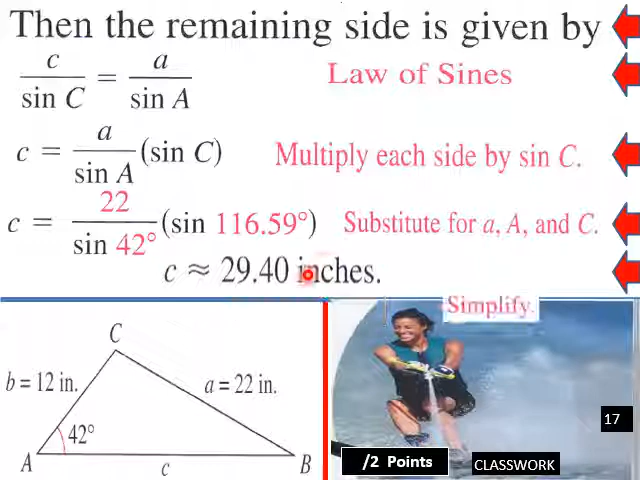 Then the remaining side is given by
c/sin C = a/sin A Law of Sines
c = a/sin A (sin C) Multiply each side by sin C.
c = 22/sin 42° (sin 116.59°) Substitute for a, A, and C.
c ≈ 29.40 inches.
Simplify.
C
b = 12 in.
a = 22 in.
42°
A
c
B
17
/2 Points
CLASSWORK